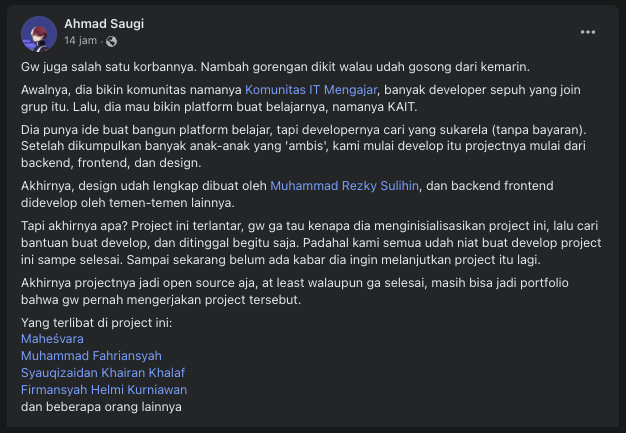 Ahmad Saugi
14 jam ·
Gw juga salah satu korbannya. Nambah gorengan dikit walau udah gosong dari kemarin.
Awalnya, dia bikin komunitas namanya Komunitas IT Mengajar, banyak developer sepuh yang join
grup itu. Lalu, dia mau bikin platform buat belajarnya, namanya KAIT.
Dia punya ide buat bangun platform belajar, tapi developernya cari yang sukarela (tanpa bayaran).
Setelah dikumpulkan banyak anak-anak yang 'ambis', kami mulai develop itu projectnya mulai dari
backend, frontend, dan design.
Akhirnya, design udah lengkap dibuat oleh Muhammad Rezky Sulihin, dan backend frontend
didevelop oleh temen-temen lainnya.
Tapi akhirnya apa? Project ini terlantar, gw ga tau kenapa dia menginisialisasikan project ini, lalu cari
bantuan buat develop, dan ditinggal begitu saja. Padahal kami semua udah niat buat develop project
ini sampe selesai. Sampai sekarang belum ada kabar dia ingin melanjutkan project itu lagi.
Akhirnya projectnya jadi open source aja, at least walaupun ga selesai, masih bisa jadi portfolio
bahwa gw pernah mengerjakan project tersebut.
Yang terlibat di project ini:
Maheśvara
Muhammad Fahriansyah
Syauqizaidan Khairan Khalaf
Firmansyah Helmi Kurniawan
dan beberapa orang lainnya